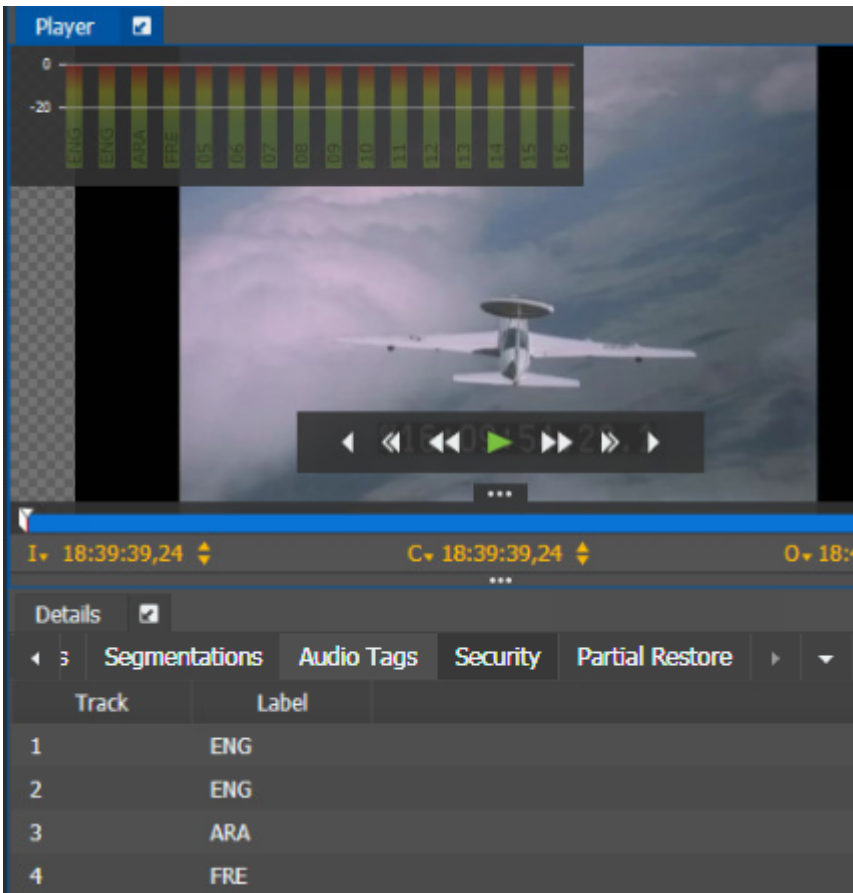 Player
0
-20
ENG ENG ARA FRE 05 06 07 08 09 10 11 12 13 14 15 16
I 18:39:39,24 C 18:39:39,24 O 18:4
Details
s Segmentations Audio Tags Security Partial Restore
Track Label
1 ENG
2 ENG
3 ARA
4 FRE